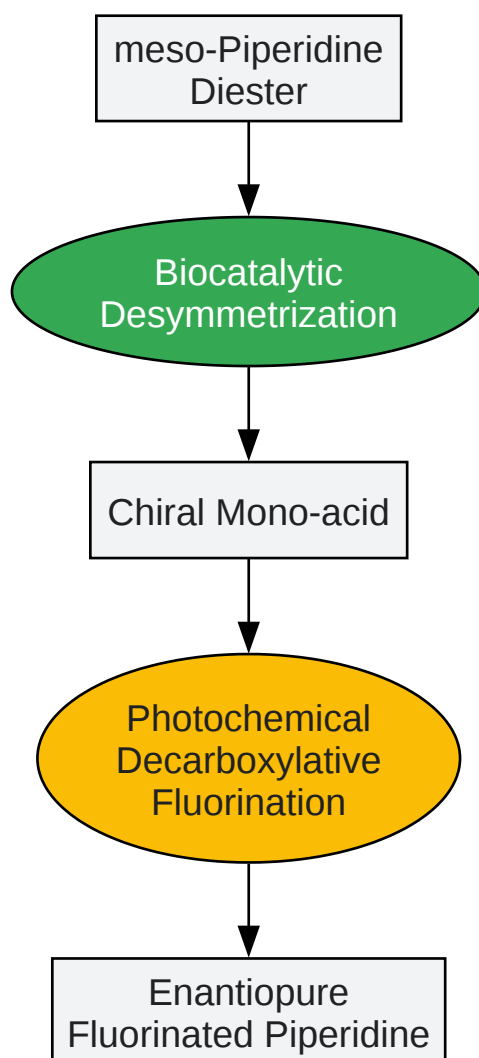 meso-Piperidine
Diester
Biocatalytic
Desymmetrization
Chiral Mono-acid
Photochemical
Decarboxylative
Fluorination
Enantiopure
Fluorinated Piperidine